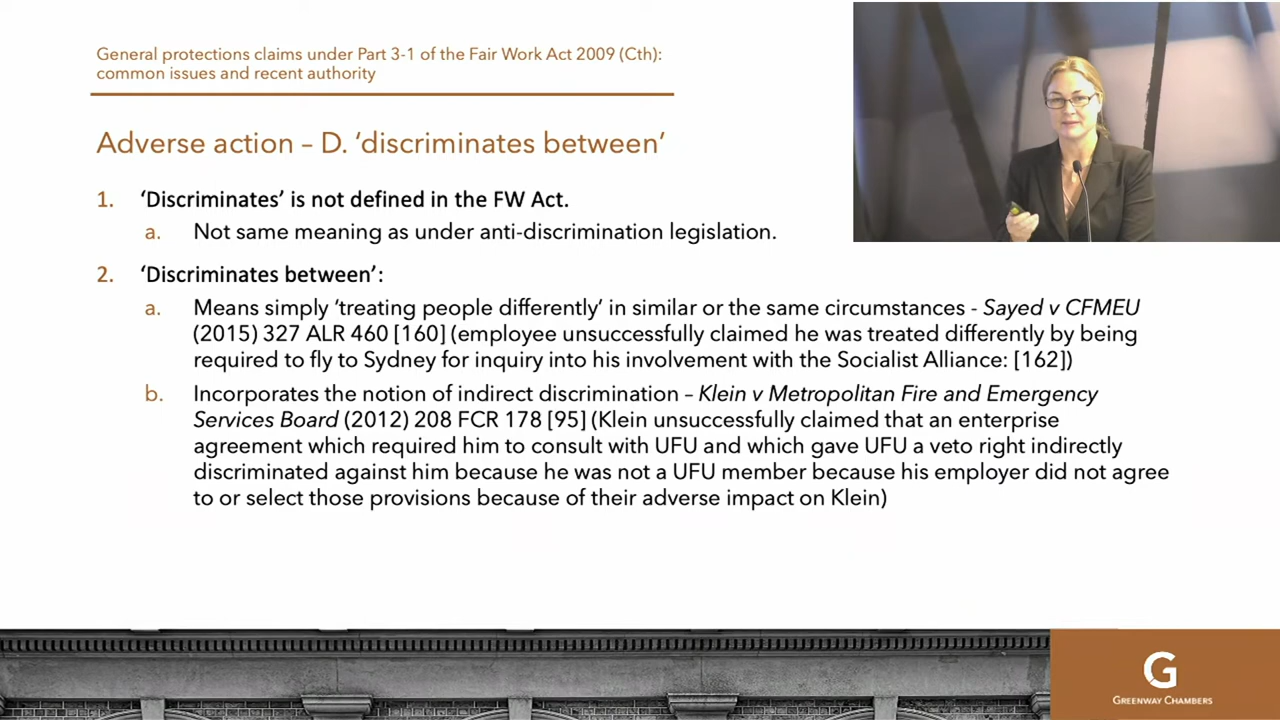 General protections claims under Part 3-1 of the Fair Work Act 2009 (Cth):
common issues and recent authority
Adverse action – D. ‘discriminates between’
1. ‘Discriminates’ is not defined in the FW Act.
a. Not same meaning as under anti-discrimination legislation.
2. ‘Discriminates between’:
a. Means simply ‘treating people differently’ in similar or the same circumstances - Sayed v CFMEU
(2015) 327 ALR 460 [160] (employee unsuccessfully claimed he was treated differently by being
required to fly to Sydney for inquiry into his involvement with the Socialist Alliance: [162])
b. Incorporates the notion of indirect discrimination – Klein v Metropolitan Fire and Emergency
Services Board (2012) 208 FCR 178 [95] (Klein unsuccessfully claimed that an enterprise
agreement which required him to consult with UFU and which gave UFU a veto right indirectly
discriminated against him because he was not a UFU member because his employer did not agree
to or select those provisions because of their adverse impact on Klein)
G
GREENWAY CHAMBERS